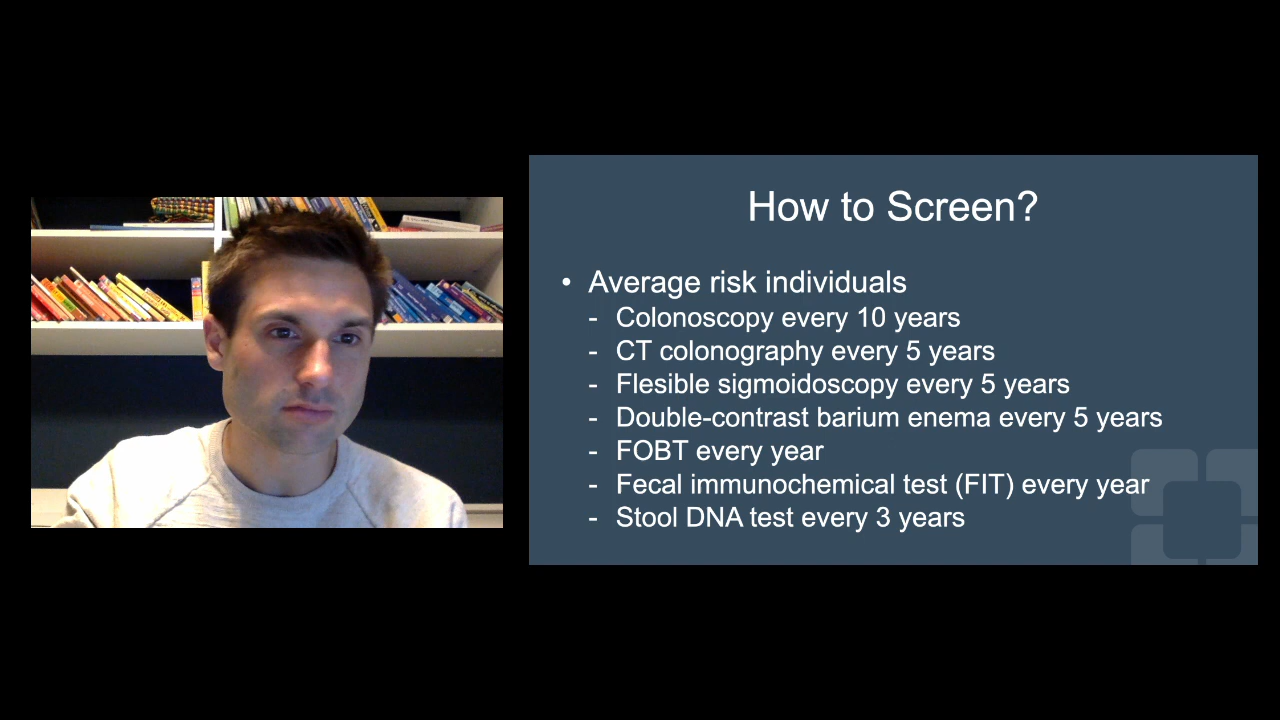 How to Screen?
• Average risk individuals
- Colonoscopy every 10 years
- CT colonography every 5 years
- Flesible sigmoidoscopy every 5 years
- Double-contrast barium enema every 5 years
- FOBT every year
- Fecal immunochemical test (FIT) every year
- Stool DNA test every 3 years